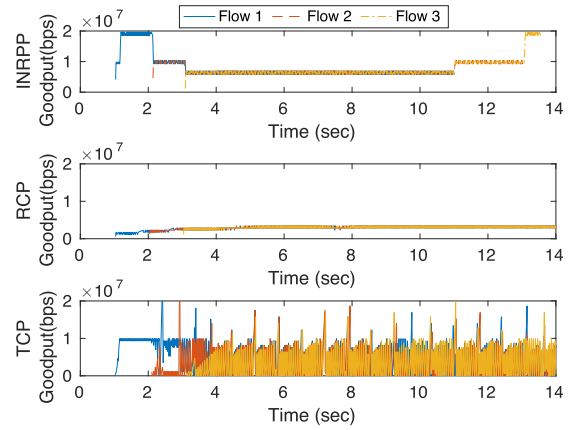 Flow 1 Flow 2 Flow 3
×10^7
2
1
0
INRPP
Goodput(bps)
0 2 4 6 8 10 12 14
Time (sec)
×10^7
2
1
0
RCP
Goodput(bps)
0 2 4 6 8 10 12 14
Time (sec)
×10^7
2
1
0
TCP
Goodput(bps)
0 2 4 6 8 10 12 14
Time (sec)